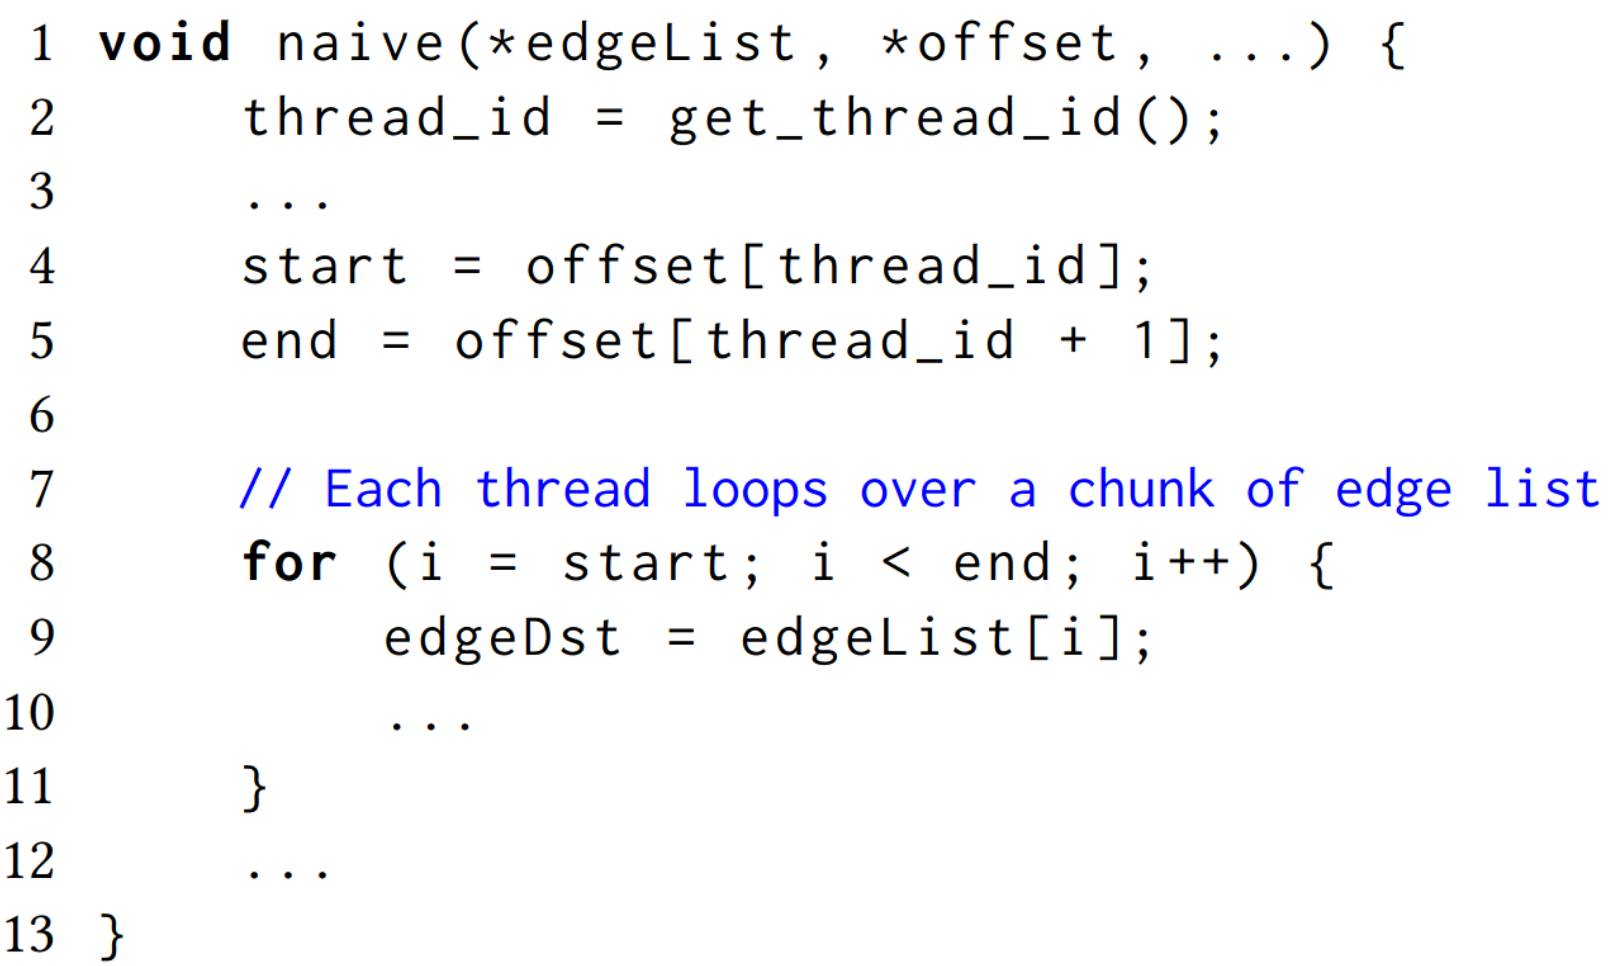 1 void naive(*edgeList, *offset, ...) {
2     thread_id = get_thread_id();
3     ...
4     start = offset[thread_id];
5     end = offset[thread_id + 1];
6
7     // Each thread loops over a chunk of edge list
8     for (i = start; i < end; i++) {
9         edgeDst = edgeList[i];
10         ...
11     }
12     ...
13 }